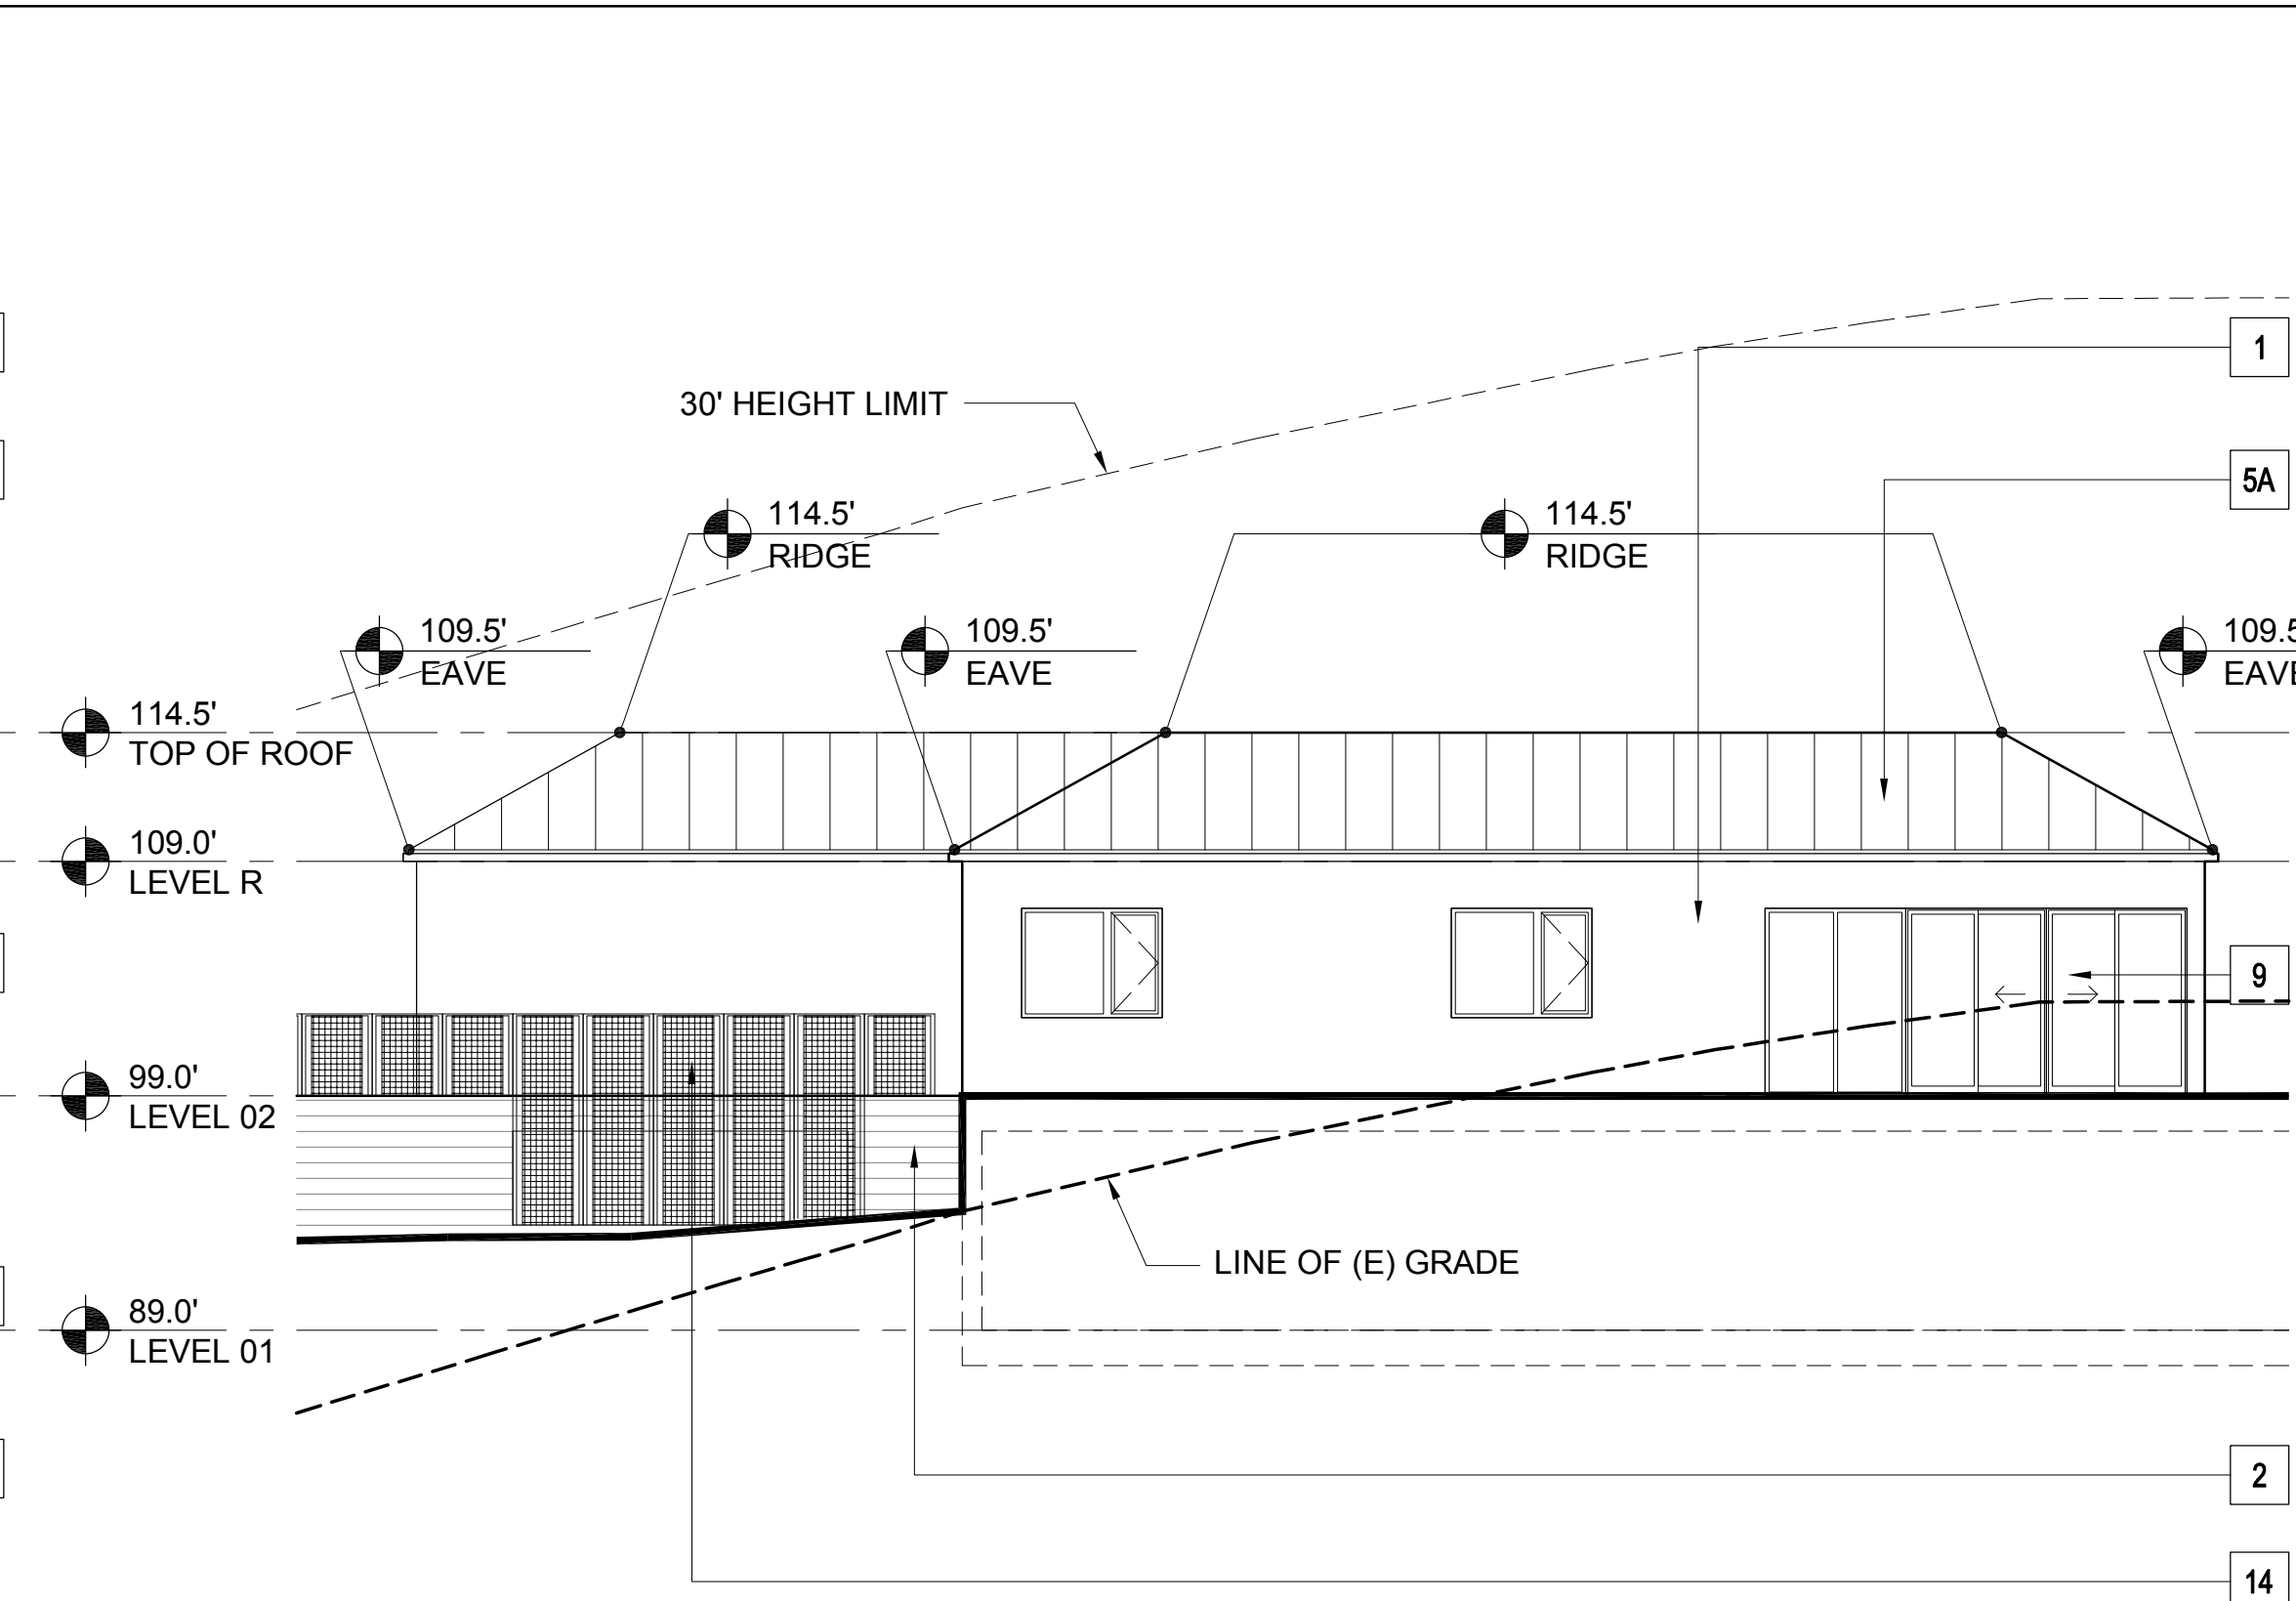 1
30' HEIGHT LIMIT
5A
114.5'
RIDGE
114.5'
RIDGE
109.5'
EAVE
109.5'
EAVE
109.5
EAVE
114.5'
TOP OF ROOF
109.0'
LEVEL R
9
99.0'
LEVEL 02
LINE OF (E) GRADE
89.0'
LEVEL 01
2
14